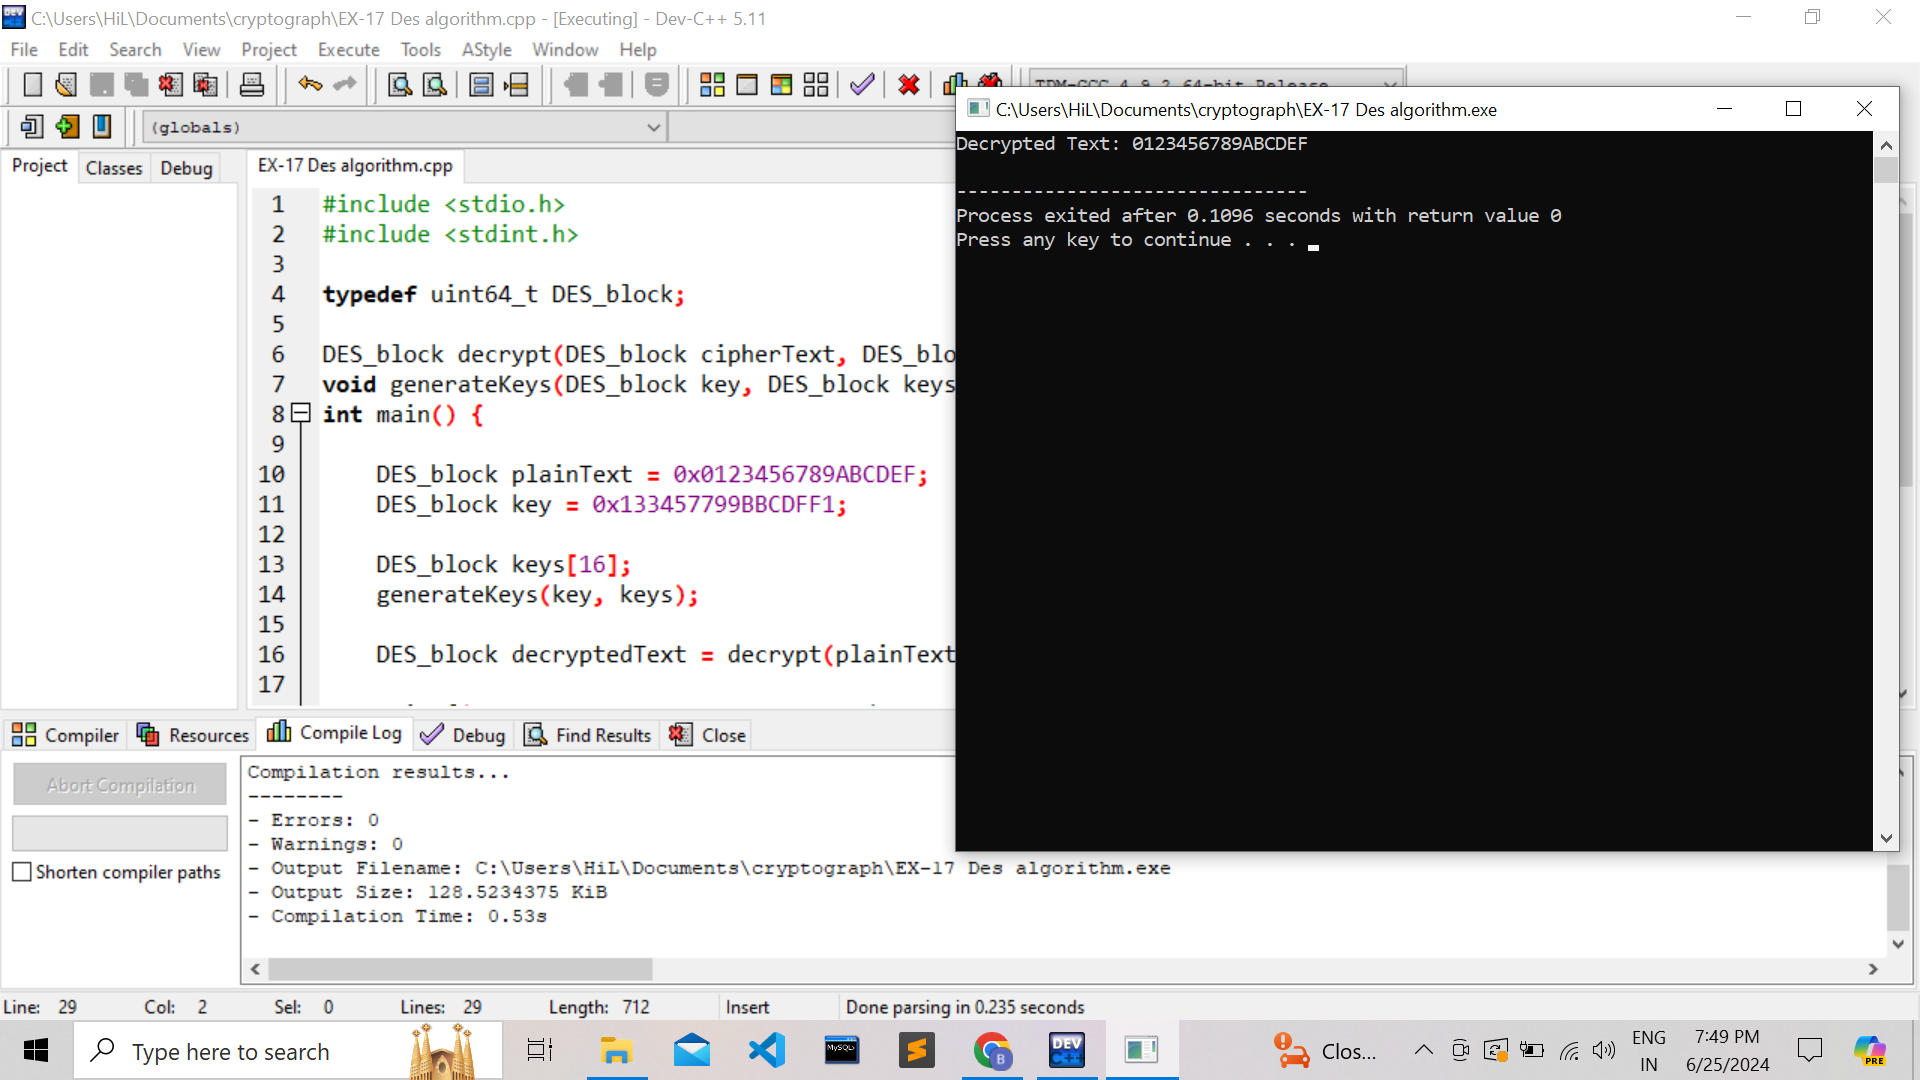 C:\Users\HiL\Documents\cryptograph\EX-17 Des algorithm.cpp - [Executing] - Dev-C++ 5.11
File Edit Search View Project Execute Tools AStyle Window Help
TDM-GCC 4.9.2 64-bit Release
(globals)
Project Classes Debug
EX-17 Des algorithm.cpp
1 #include <stdio.h>
2 #include <stdint.h>
3
4 typedef uint64_t DES_block;
5
6 DES_block decrypt(DES_block cipherText, DES_blo
7 void generateKeys(DES_block key, DES_block keys
8 int main() {
9
10 DES_block plainText = 0x0123456789ABCDEF;
11 DES_block key = 0x133457799BBCDFF1;
12
13 DES_block keys[16];
14 generateKeys(key, keys);
15
16 DES_block decryptedText = decrypt(plainText
17
C:\Users\HiL\Documents\cryptograph\EX-17 Des algorithm.exe
Decrypted Text: 0123456789ABCDEF
--------------------------------
Process exited after 0.1096 seconds with return value 0
Press any key to continue . . .
Compiler Resources Compile Log Debug Find Results Close
Abort Compilation
Shorten compiler paths
Compilation results...
--------
- Errors: 0
- Warnings: 0
- Output Filename: C:\Users\HiL\Documents\cryptograph\EX-17 Des algorithm.exe
- Output Size: 128.5234375 KiB
- Compilation Time: 0.53s
Line: 29 Col: 2 Sel: 0 Lines: 29 Length: 712 Insert Done parsing in 0.235 seconds
Type here to search
MySQL
B
DEV C++
Clos...
ENG
IN
7:49 PM
6/25/2024
PRE